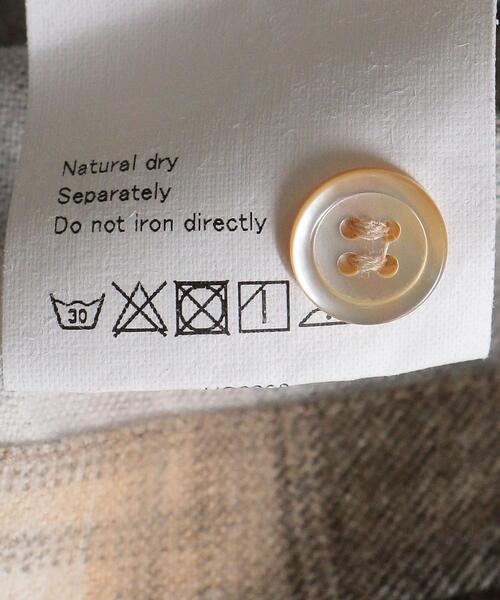 Natural dry
Separately
Do not iron directly
30